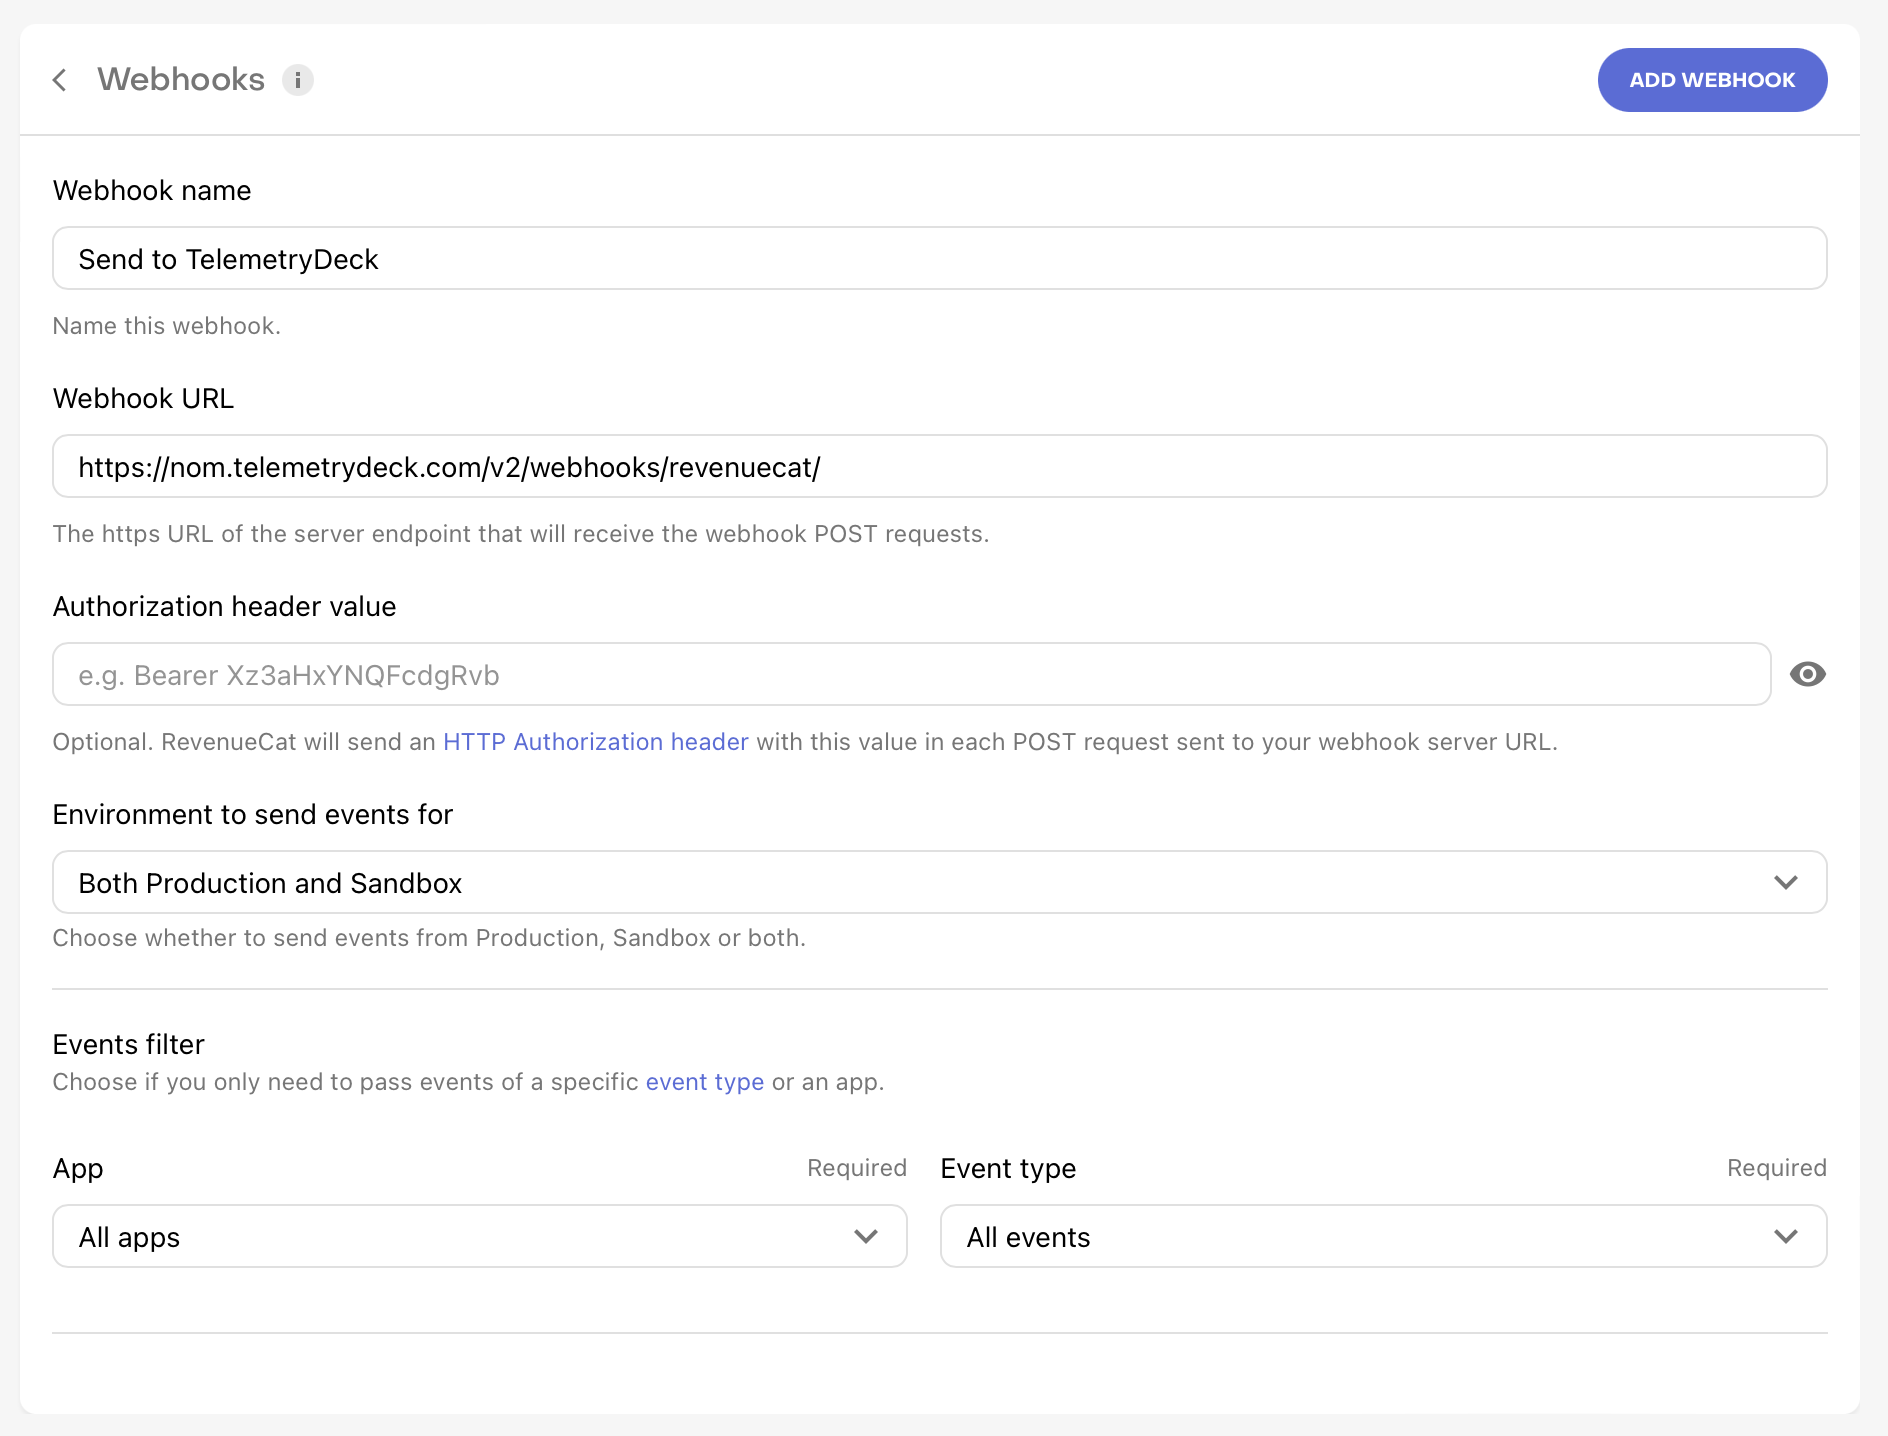 Webhooks
ADD WEBHOOK
Webhook name
Send to TelemetryDeck
Name this webhook.
Webhook URL
https://nom.telemetrydeck.com/v2/webhooks/revenuecat/
The https URL of the server endpoint that will receive the webhook POST requests.
Authorization header value
e.g. Bearer Xz3aHxYNQFcdgRvb
Optional. RevenueCat will send an HTTP Authorization header with this value in each POST request sent to your webhook server URL.
Environment to send events for
Both Production and Sandbox
Choose whether to send events from Production, Sandbox or both.
Events filter
Choose if you only need to pass events of a specific event type or an app.
App Required
Event type Required
All apps
All events